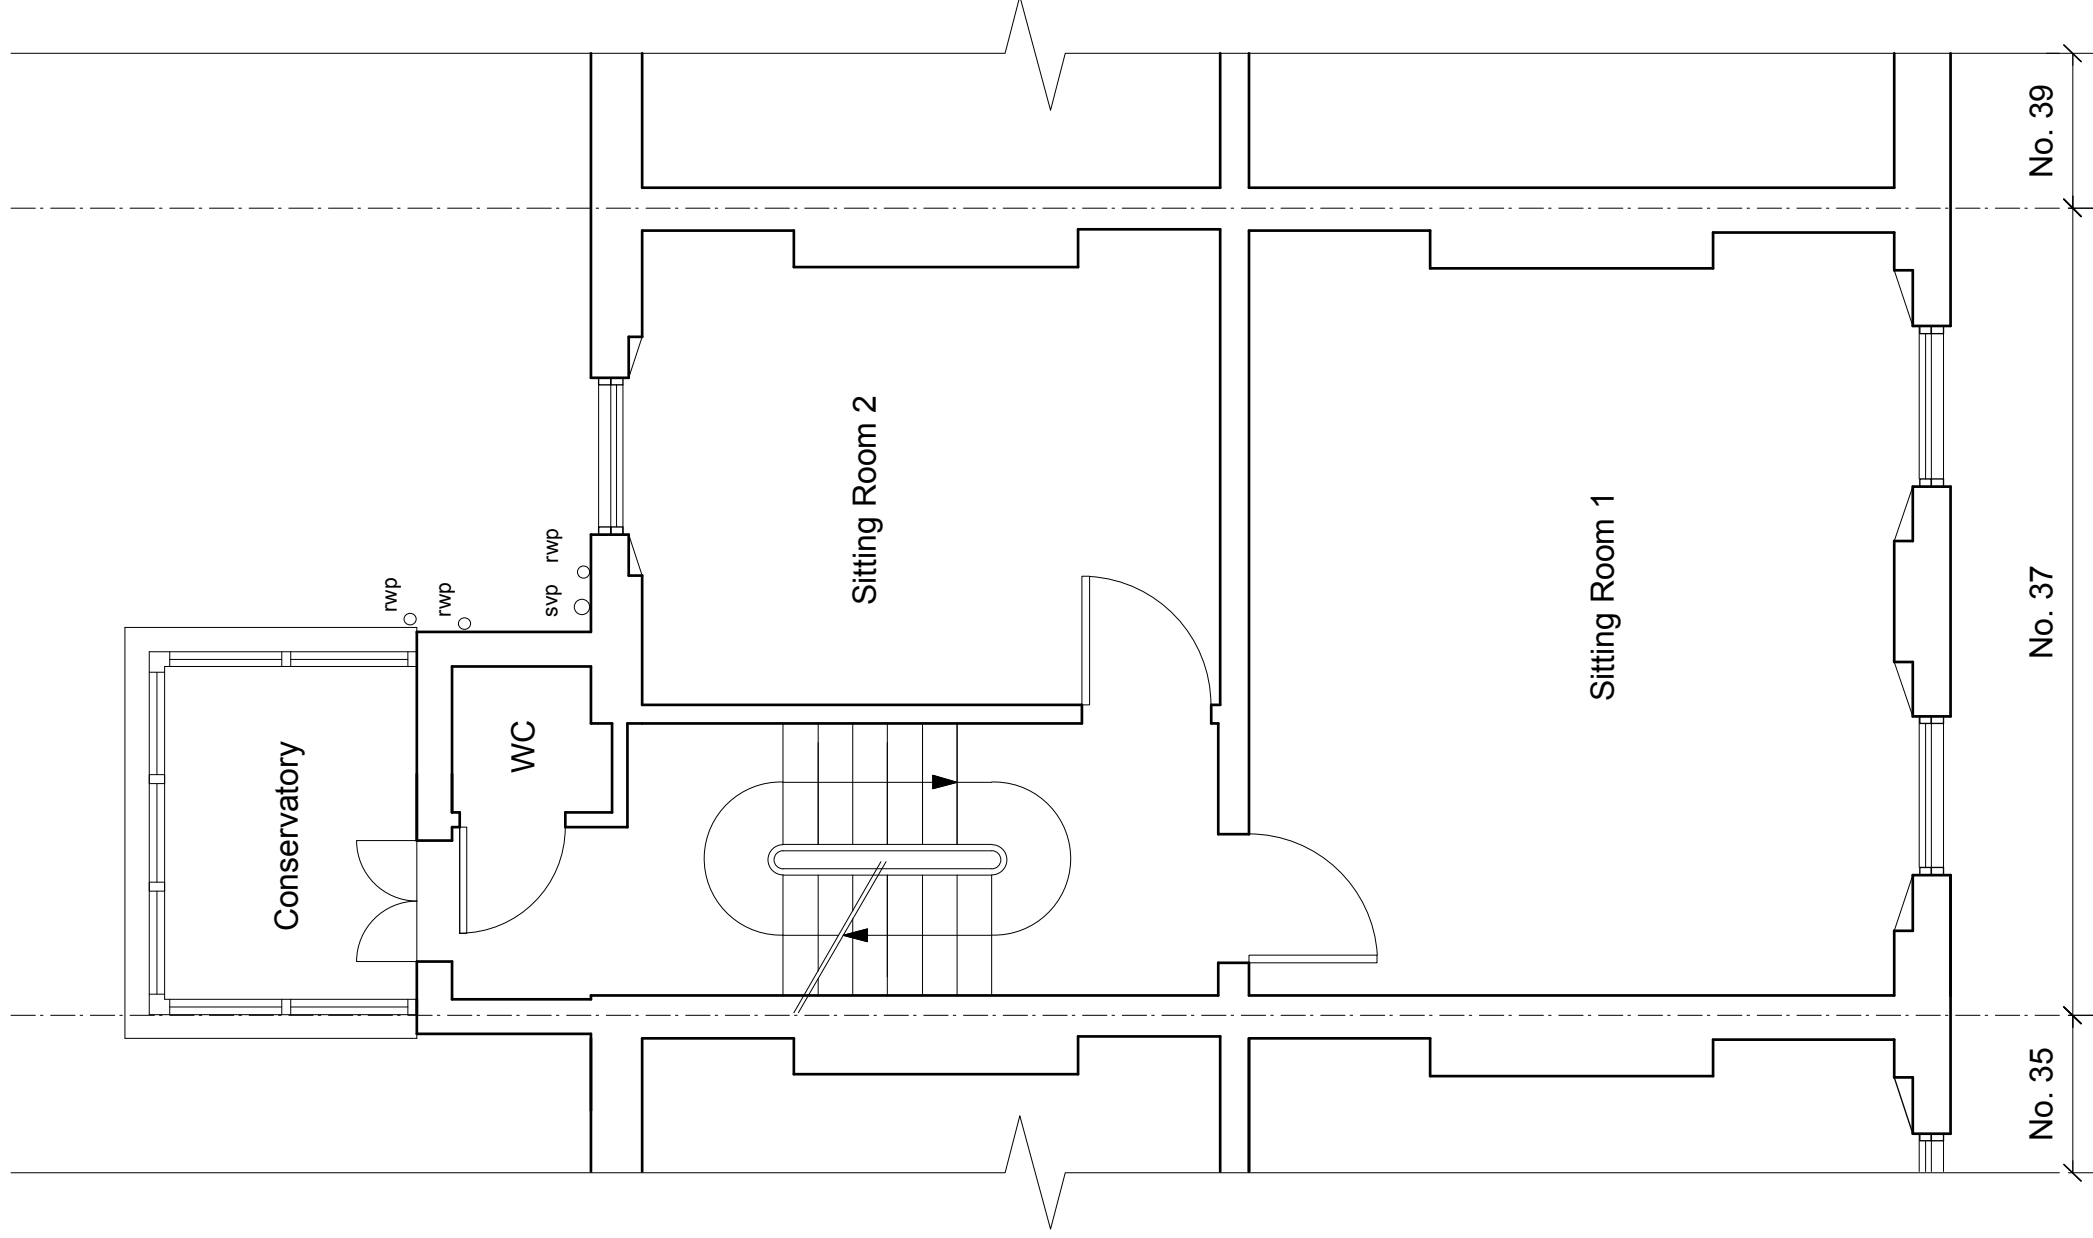 No. 39
No. 37
No. 35
Sitting Room 2
Sitting Room 1
rwp
rwp
svp rwp
WC
Conservatory